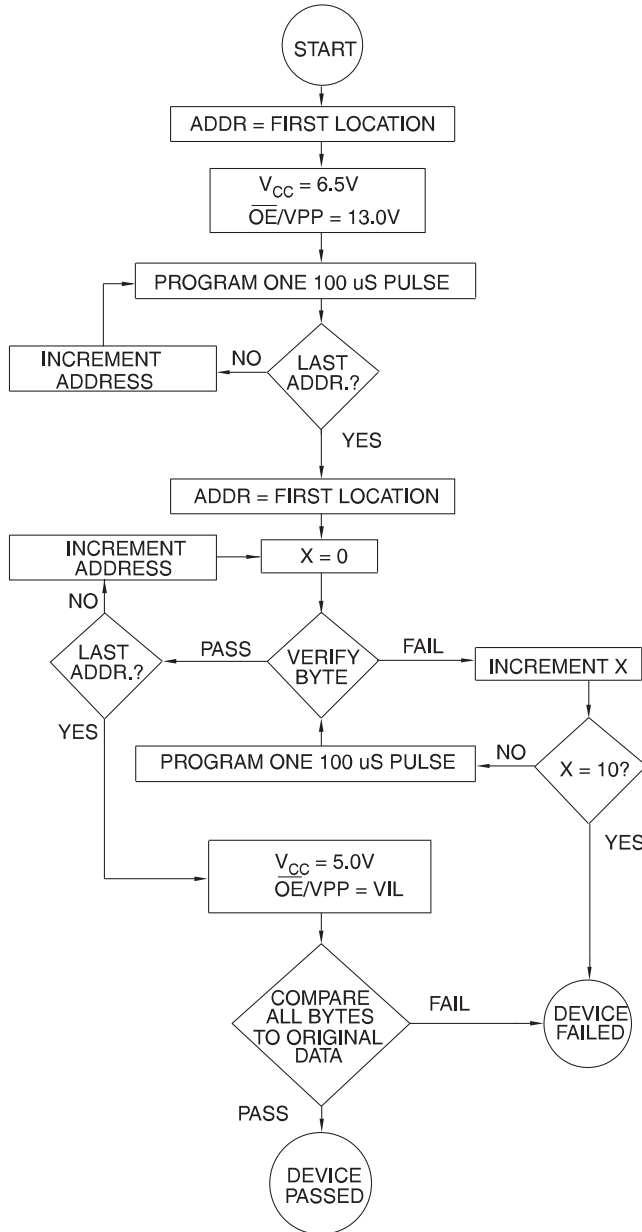 START
ADDR = FIRST LOCATION
VCC = 6.5V
OE/VPP = 13.0V
PROGRAM ONE 100 uS PULSE
INCREMENT
ADDRESS
NO
LAST
ADDR.?
YES
ADDR = FIRST LOCATION
INCREMENT
ADDRESS
X = 0
NO
LAST
ADDR.?
PASS
VERIFY
BYTE
FAIL
INCREMENT X
YES
PROGRAM ONE 100 uS PULSE
NO
X = 10?
YES
VCC = 5.0V
OE/VPP = VIL
COMPARE
ALL BYTES
TO ORIGINAL
DATA
FAIL
DEVICE
FAILED
PASS
DEVICE
PASSED